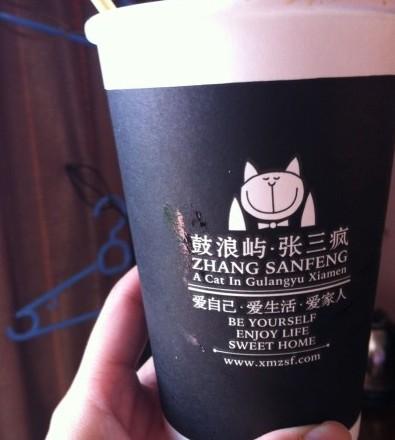 鼓浪屿·张三疯
ZHANG SANFENG
A Cat In Gulangyu Xiamen
爱自己·爱生活·爱家人
BE YOURSELF
ENJOY LIFE
SWEET HOME
www.xmzsf.com